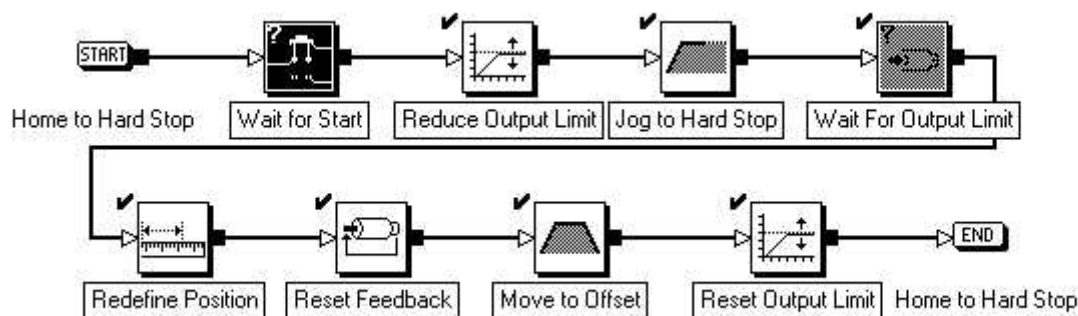 START
Home to Hard Stop
?
Wait for Start
Reduce Output Limit
Jog to Hard Stop
?
Wait For Output Limit
Redefine Position
Reset Feedback
Move to Offset
Reset Output Limit
END
Home to Hard Stop